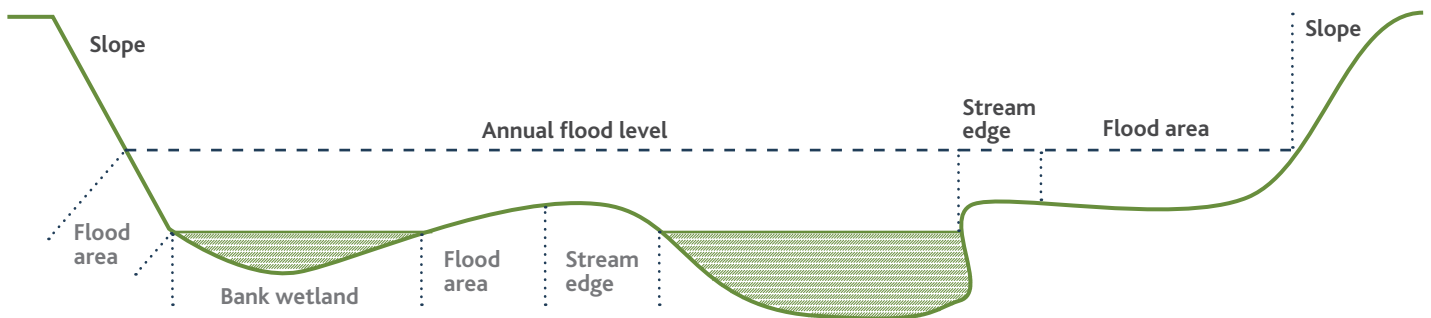 Slope
Slope
Stream
edge
Annual flood level
Flood area
Flood
area
Flood
area
Stream
edge
Bank wetland